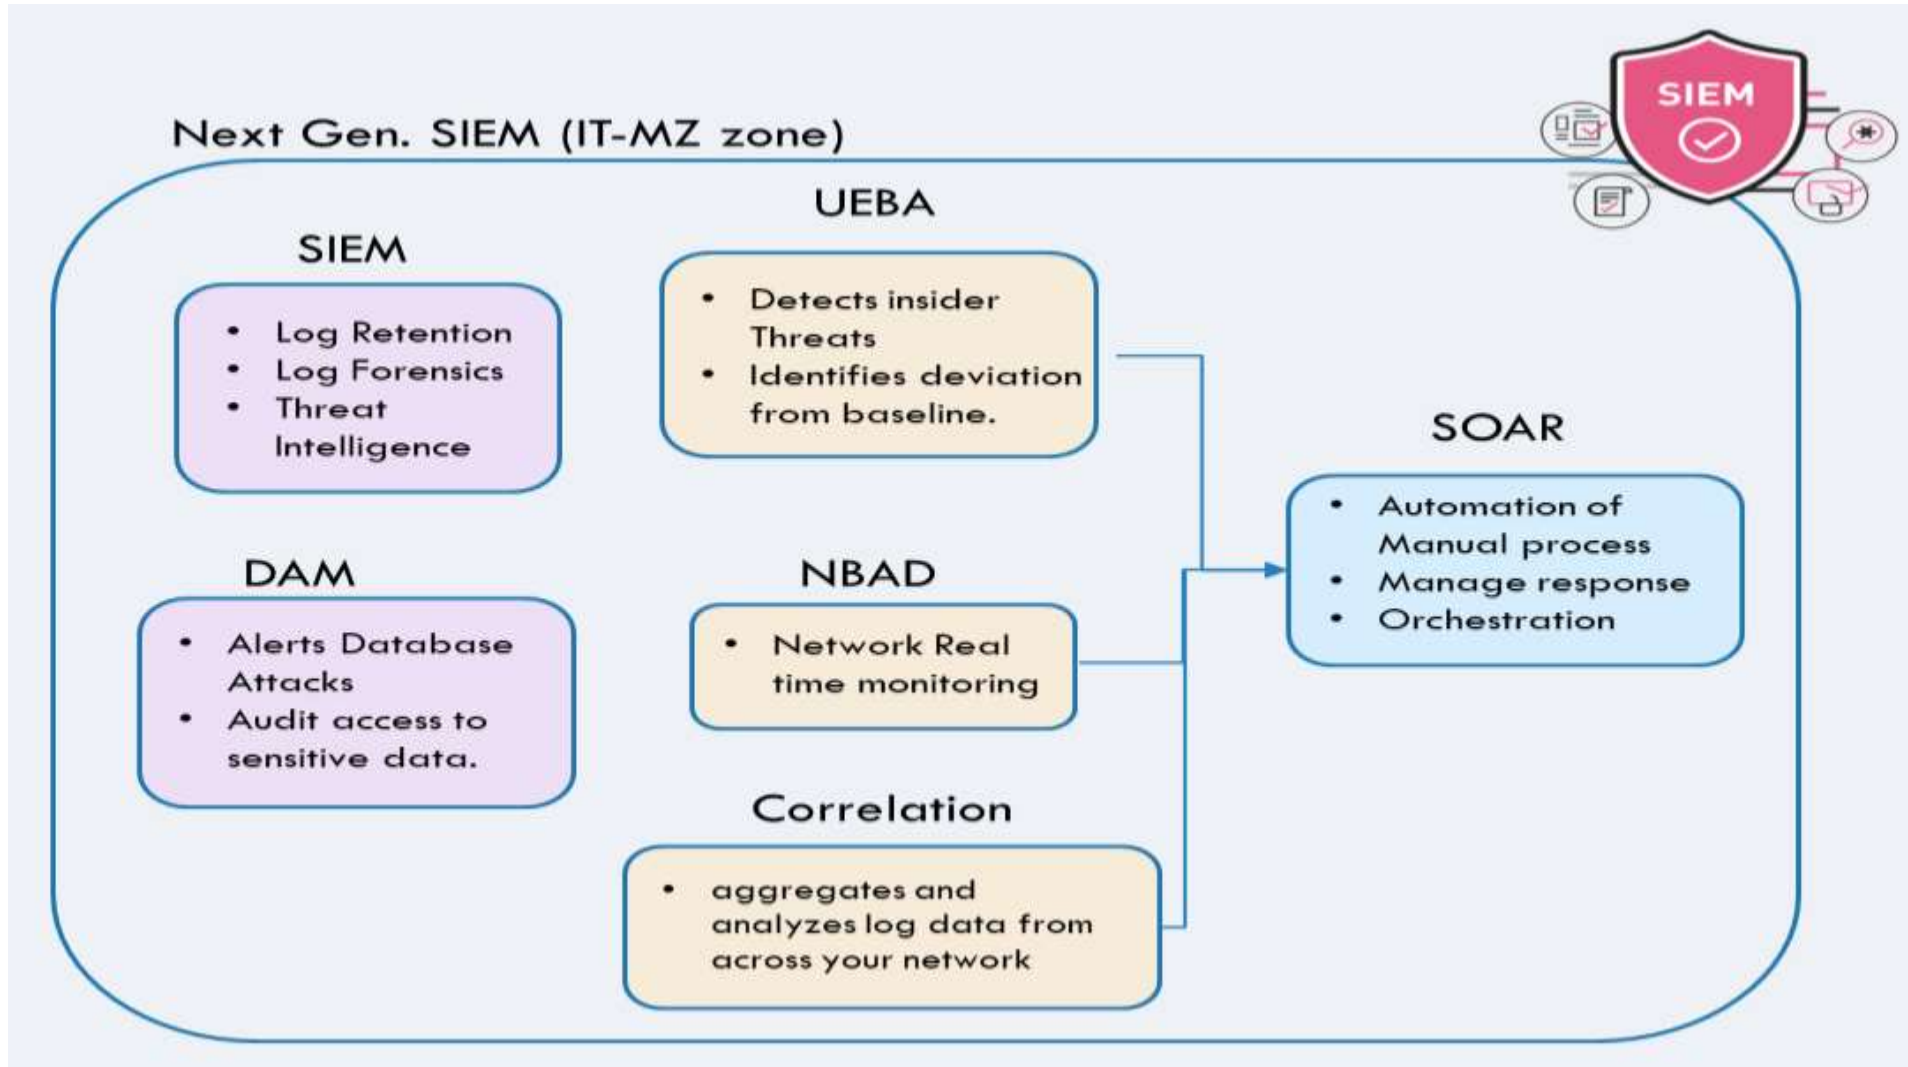 SIEM
Next Gen. SIEM (IT-MZ zone)
SIEM
• Log Retention
• Log Forensics
• Threat
Intelligence
DAM
• Alerts Database
Attacks
• Audit access to
sensitive data.
UEBA
• Detects insider
Threats
• Identifies deviation
from baseline.
NBAD
• Network Real
time monitoring
Correlation
• aggregates and
analyzes log data from
across your network
SOAR
• Automation of
Manual process
• Manage response
• Orchestration